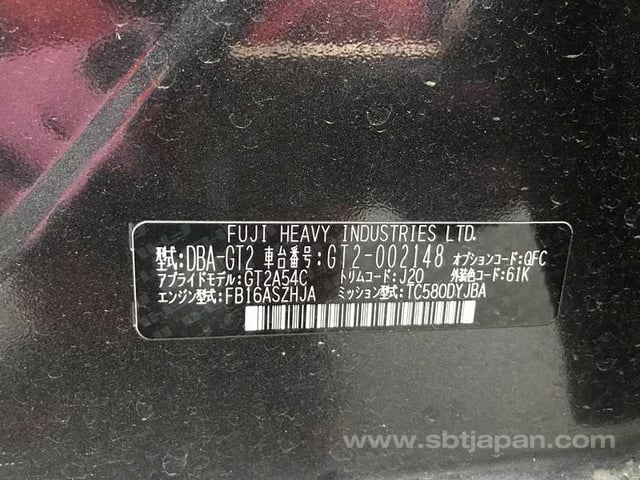 FUJI HEAVY INDUSTRIES LTD.
型式:DBA-GT2 車台番号:GT2-002148 オプションコード:QFC
アプライドモデル:GT2A54C トリムコード:J20 外装色コード:61K
エンジン型式:FB16ASZHJA ミッション型式:TC580DYJBA
www.sbtjapan.com